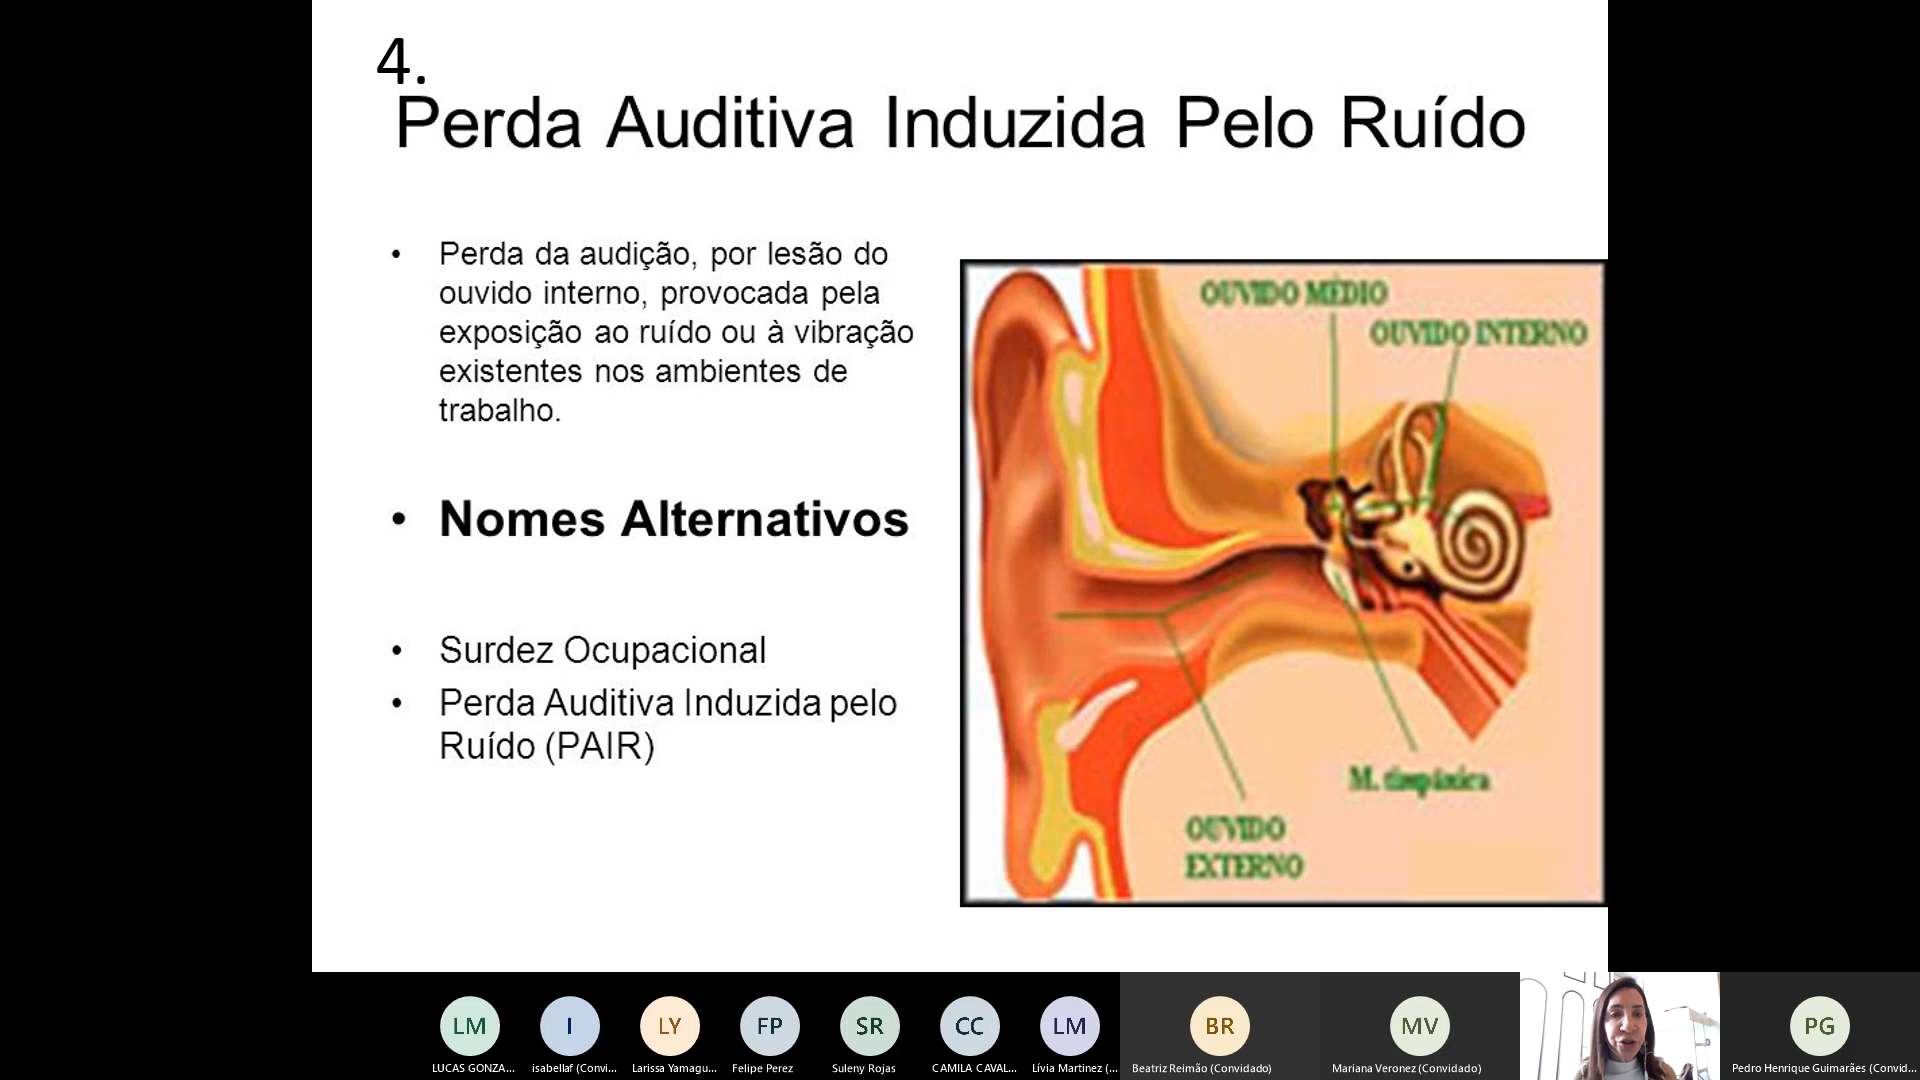 4.
Perda Auditiva Induzida Pelo Ruído
• Perda da audição, por lesão do
ouvido interno, provocada pela
exposição ao ruído ou à vibração
existentes nos ambientes de
trabalho.
• Nomes Alternativos
• Surdez Ocupacional
• Perda Auditiva Induzida pelo
Ruído (PAIR)
OUVIDO MÉDIO
OUVIDO INTERNO
M. timpánica
OUVIDO
EXTERNO
LM
I
LY
FP
SR
CC
LM
BR
MV
PG
LUCAS GONZA...
isabellaf (Convi...
Larissa Yamagu...
Felipe Perez
Suleny Rojas
CAMILA CAVAL...
Lívia Martinez (...
Beatriz Reimão (Convidado)
Mariana Veronez (Convidado)
Pedro Henrique Guimarães (Convid...